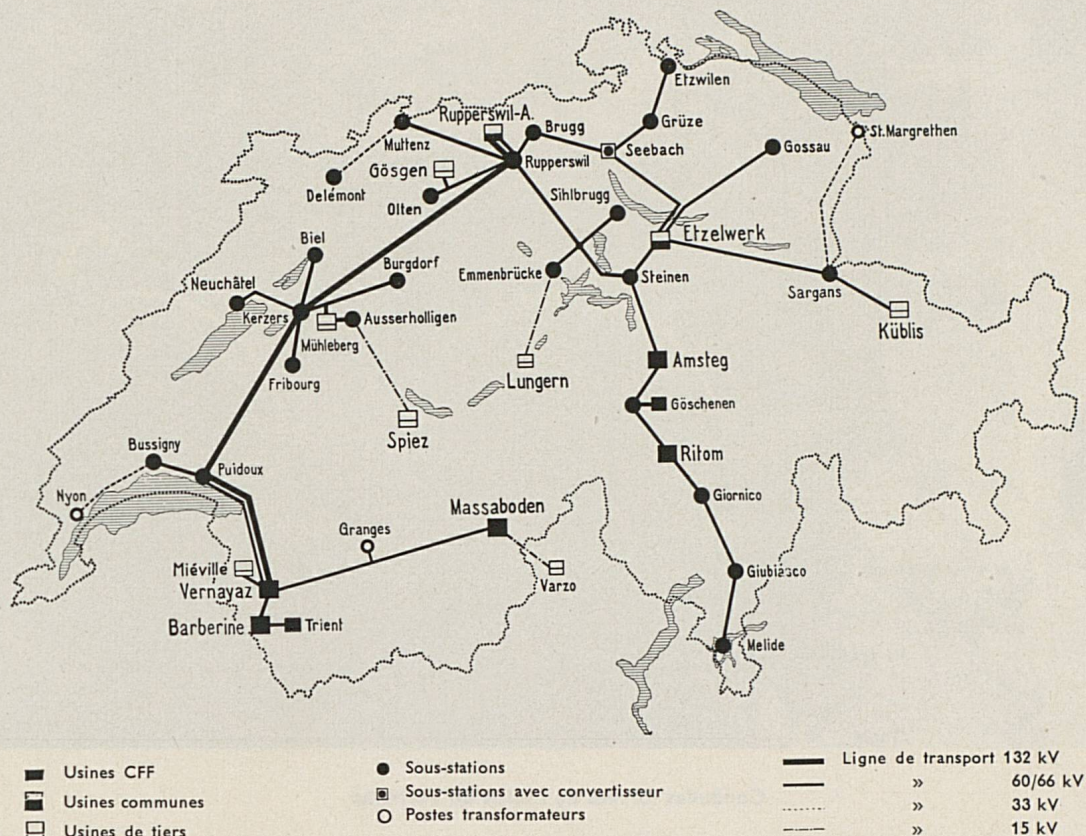 Etzwilen
Rupperswil-A.
Brugg
Grüze
St.Margrethen
Muttenz
Seebach
Gossau
Gösgen
Rupperswil
Delémont
Olten
Sihlbrugg
Biel
Etzelwerk
Burgdorf
Emmenbrücke
Steinen
Neuchâtel
Sargans
Kerzers
Ausserholligen
Küblis
Mühleberg
Amsteg
Fribourg
Lungern
Göschenen
Spiez
Bussigny
Ritom
Puidoux
Nyon
Giornico
Massaboden
Granges
Miéville
Varzo
Giubiasco
Vernayaz
Barberine
Trient
Melide
Usines CFF
Usines communes
Usines de tiers
Sous-stations
Sous-stations avec convertisseur
Postes transformateurs
Ligne de transport 132 kV
» 60/66 kV
» 33 kV
» 15 kV